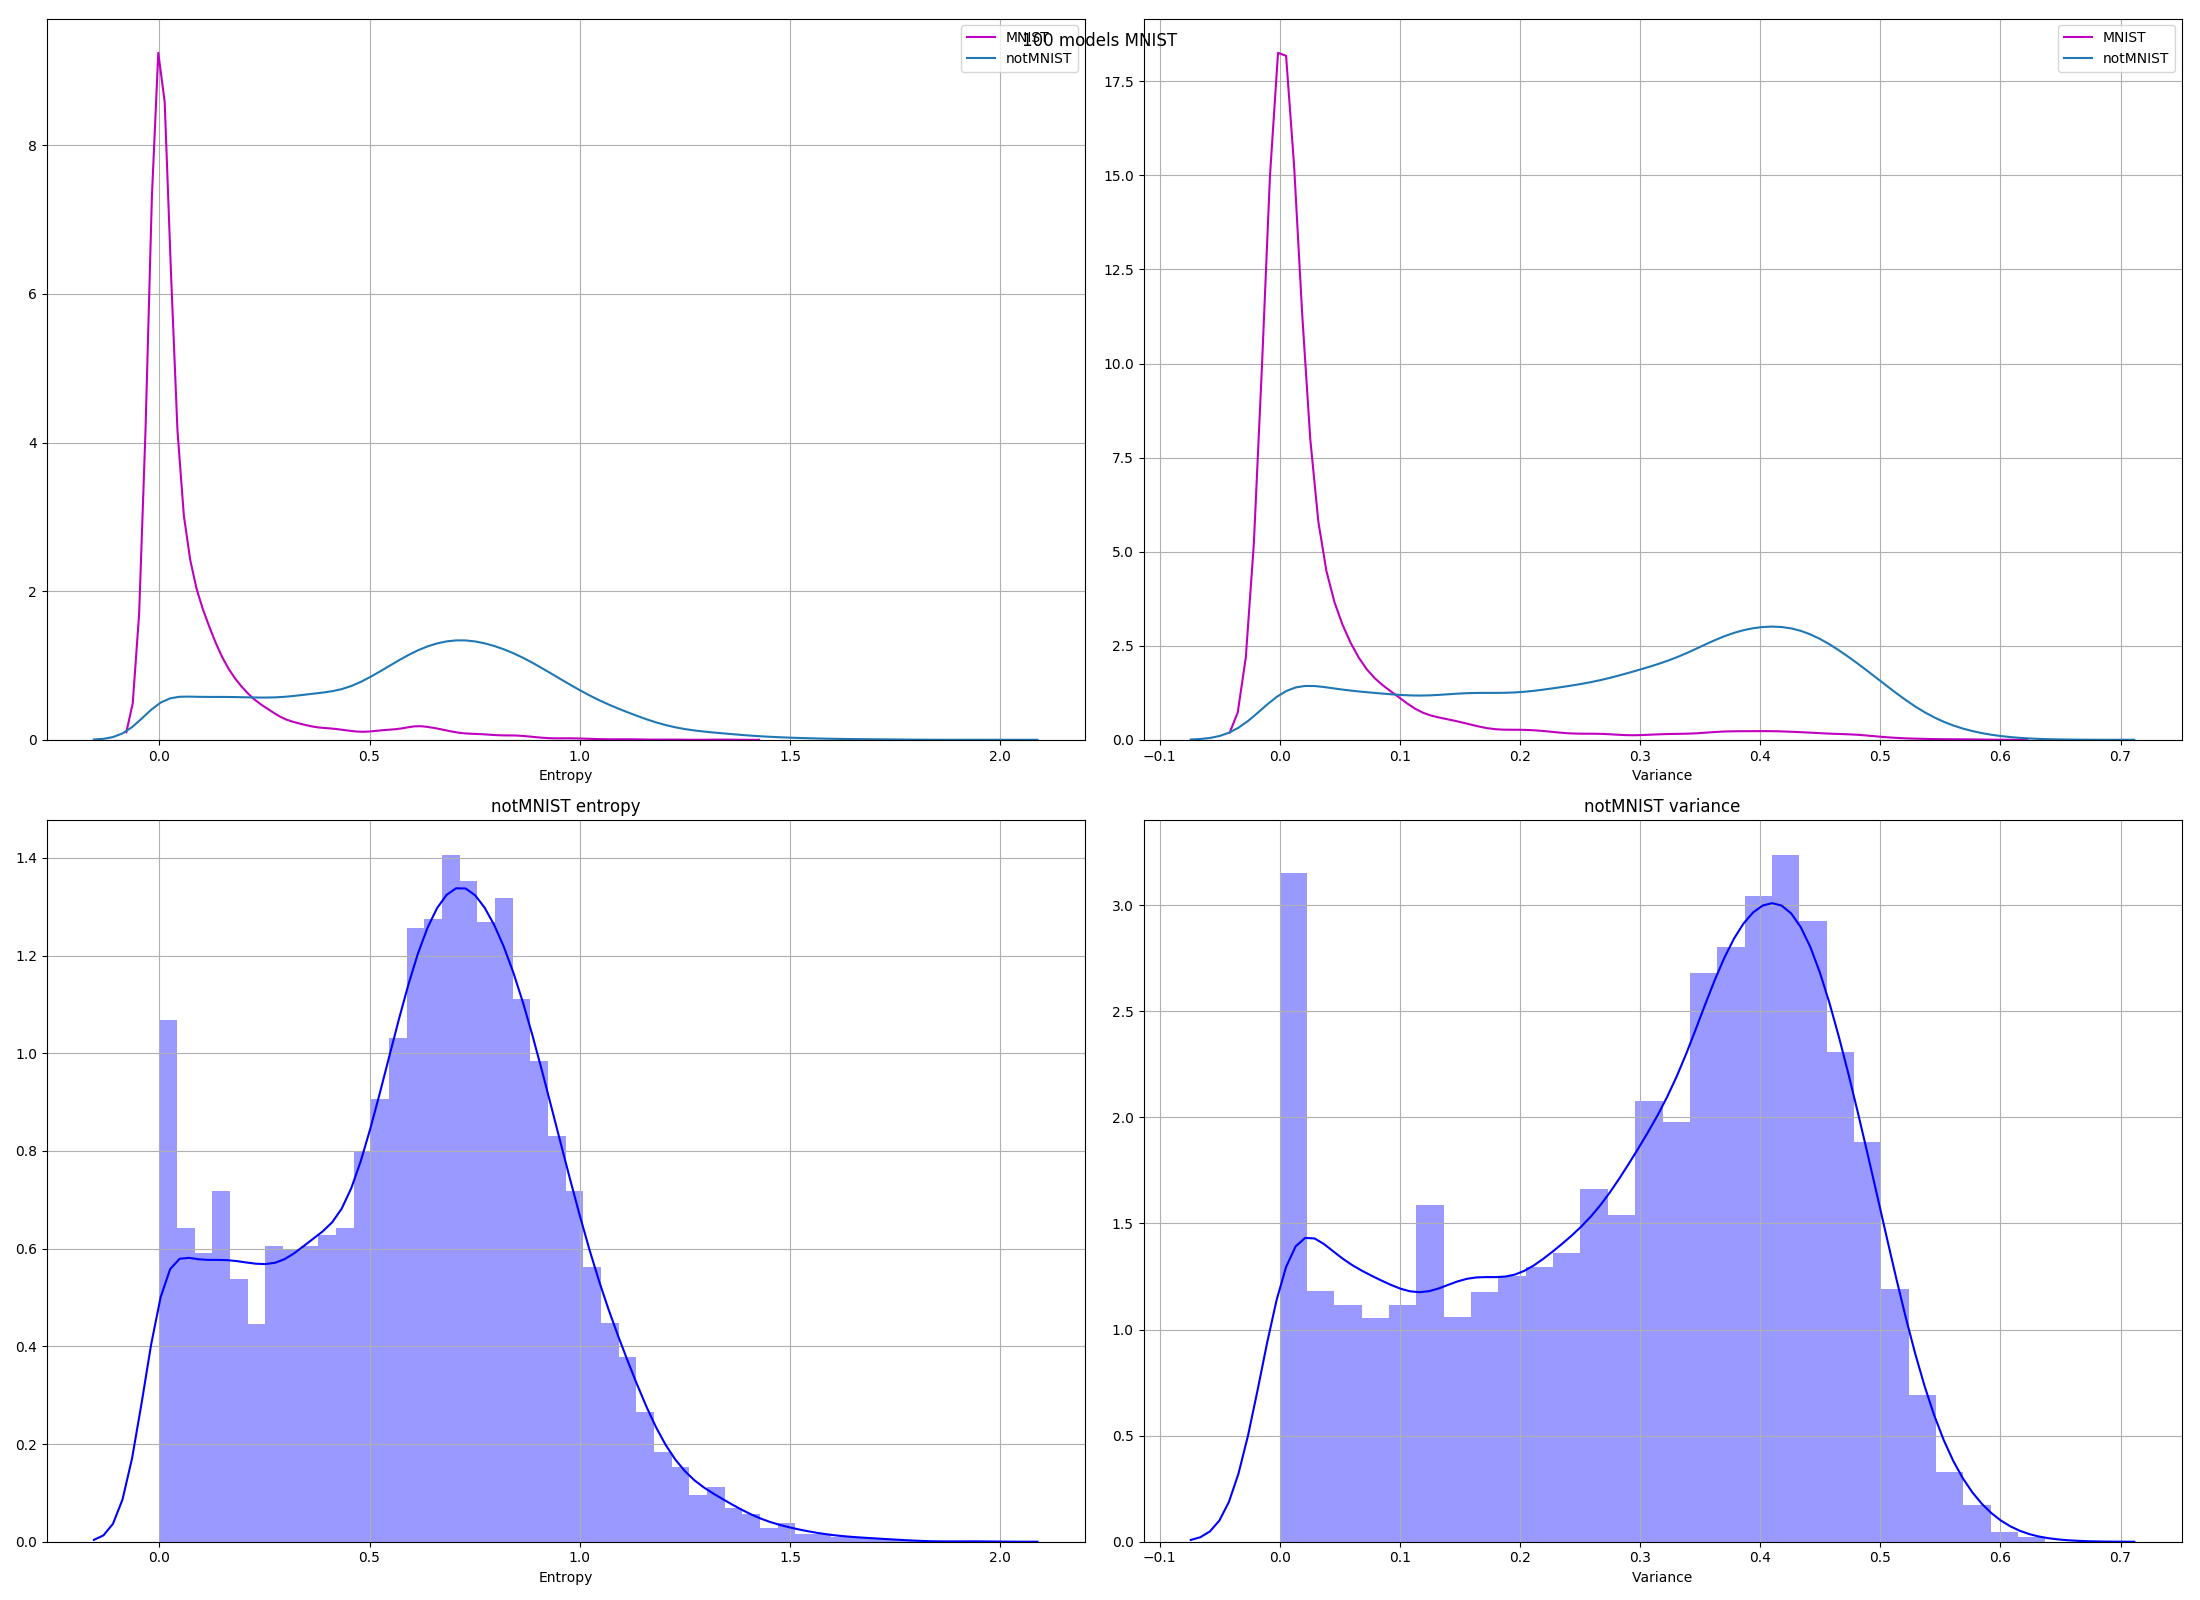 100 models MNIST
MNIST
notMNIST
8
6
4
2
0
0.0 0.5 1.0 1.5 2.0
Entropy
MNIST
notMNIST
17.5
15.0
12.5
10.0
7.5
5.0
2.5
0.0
−0.1 0.0 0.1 0.2 0.3 0.4 0.5 0.6 0.7
Variance
notMNIST entropy
1.4
1.2
1.0
0.8
0.6
0.4
0.2
0.0
0.0 0.5 1.0 1.5 2.0
Entropy
notMNIST variance
3.0
2.5
2.0
1.5
1.0
0.5
0.0
−0.1 0.0 0.1 0.2 0.3 0.4 0.5 0.6 0.7
Variance